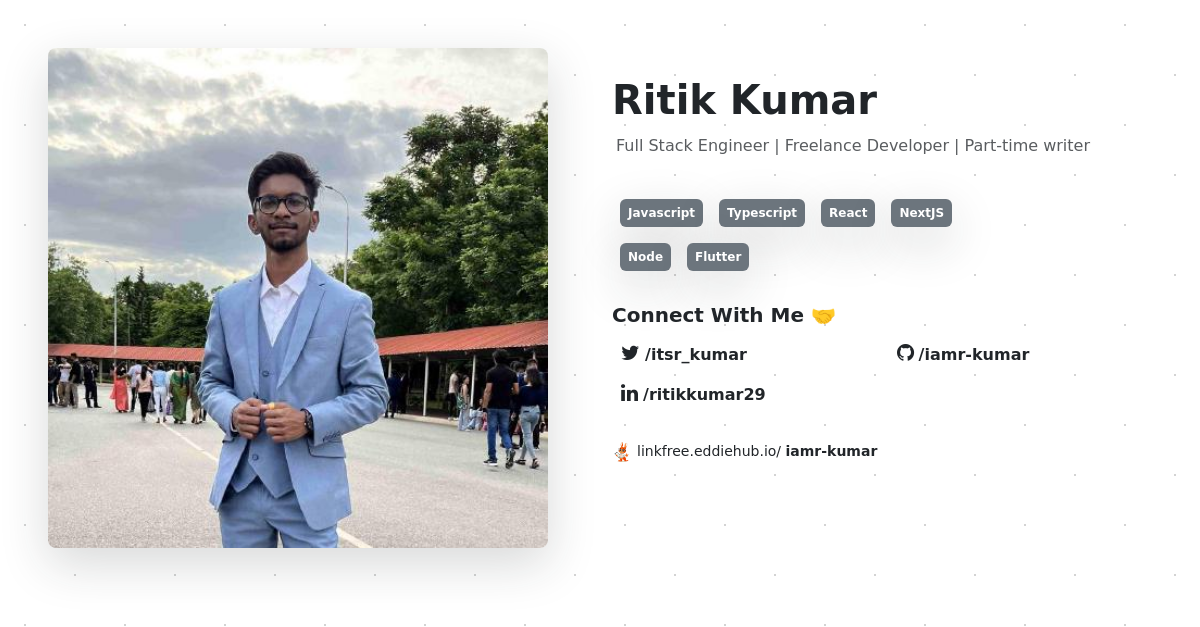 Ritik Kumar
Full Stack Engineer | Freelance Developer | Part-time writer
Javascript Typescript React NextJS
Node Flutter
Connect With Me 🤝
/itsr_kumar /iamr-kumar
/ritikkumar29
linkfree.eddiehub.io/ iamr-kumar